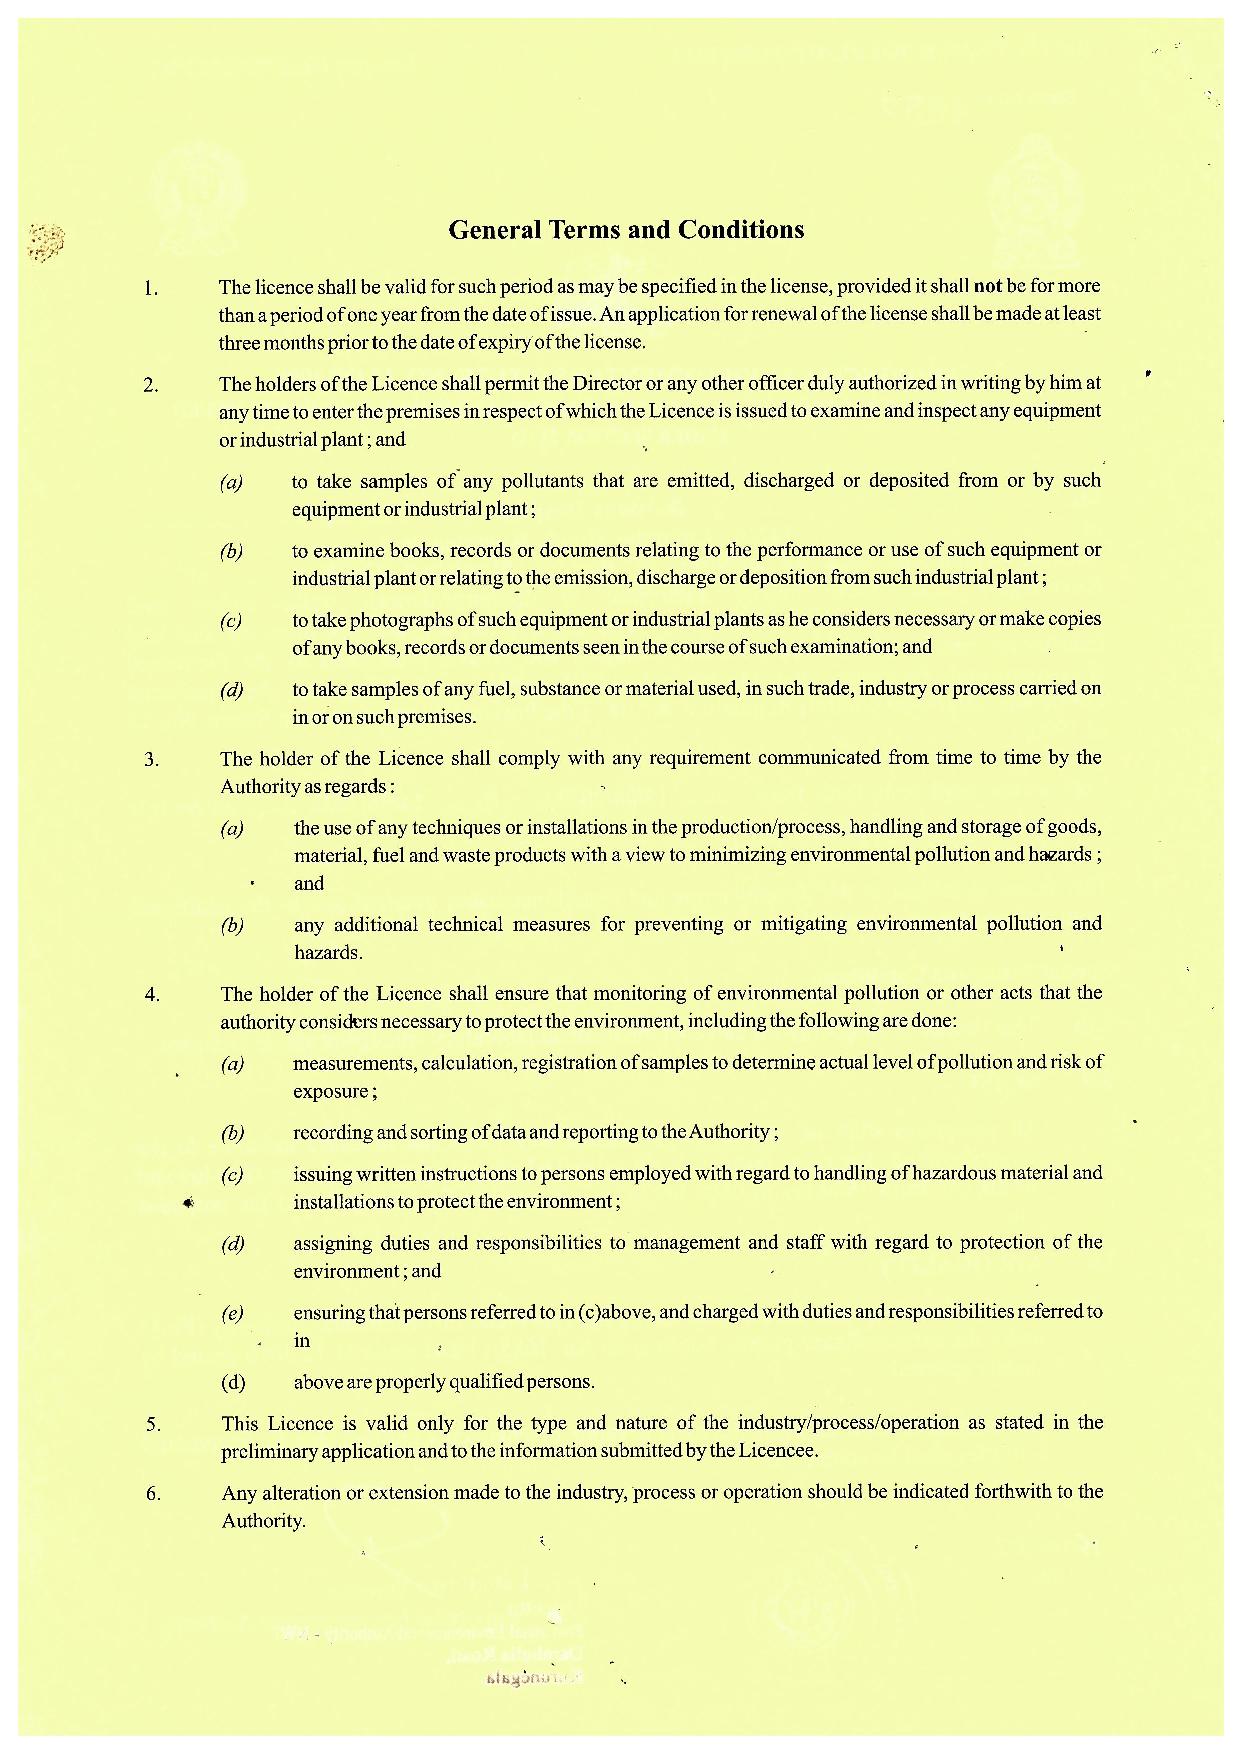 General Terms and Conditions
1. The licence shall be valid for such period as may be specified in the license, provided it shall not be for more
than a period of one year from the date of issue. An application for renewal of the license shall be made at least
three months prior to the date of expiry of the license.
2. The holders of the Licence shall permit the Director or any other officer duly authorized in writing by him at
any time to enter the premises in respect of which the Licence is issued to examine and inspect any equipment
or industrial plant ; and
(a) to take samples of any pollutants that are emitted, discharged or deposited from or by such
equipment or industrial plant ;
(b) to examine books, records or documents relating to the performance or use of such equipment or
industrial plant or relating to the emission, discharge or deposition from such industrial plant ;
(c) to take photographs of such equipment or industrial plants as he considers necessary or make copies
of any books, records or documents seen in the course of such examination; and
(d) to take samples of any fuel, substance or material used, in such trade, industry or process carried on
in or on such premises.
3. The holder of the Licence shall comply with any requirement communicated from time to time by the
Authority as regards :
(a) the use of any techniques or installations in the production/process, handling and storage of goods,
material, fuel and waste products with a view to minimizing environmental pollution and hazards ;
and
(b) any additional technical measures for preventing or mitigating environmental pollution and
hazards.
4. The holder of the Licence shall ensure that monitoring of environmental pollution or other acts that the
authority considers necessary to protect the environment, including the following are done:
(a) measurements, calculation, registration of samples to determine actual level of pollution and risk of
exposure ;
(b) recording and sorting of data and reporting to the Authority ;
(c) issuing written instructions to persons employed with regard to handling of hazardous material and
installations to protect the environment ;
(d) assigning duties and responsibilities to management and staff with regard to protection of the
environment ; and
(e) ensuring that persons referred to in (c)above, and charged with duties and responsibilities referred to
in
(d) above are properly qualified persons.
5. This Licence is valid only for the type and nature of the industry/process/operation as stated in the
preliminary application and to the information submitted by the Licencee.
6. Any alteration or extension made to the industry, process or operation should be indicated forthwith to the
Authority.